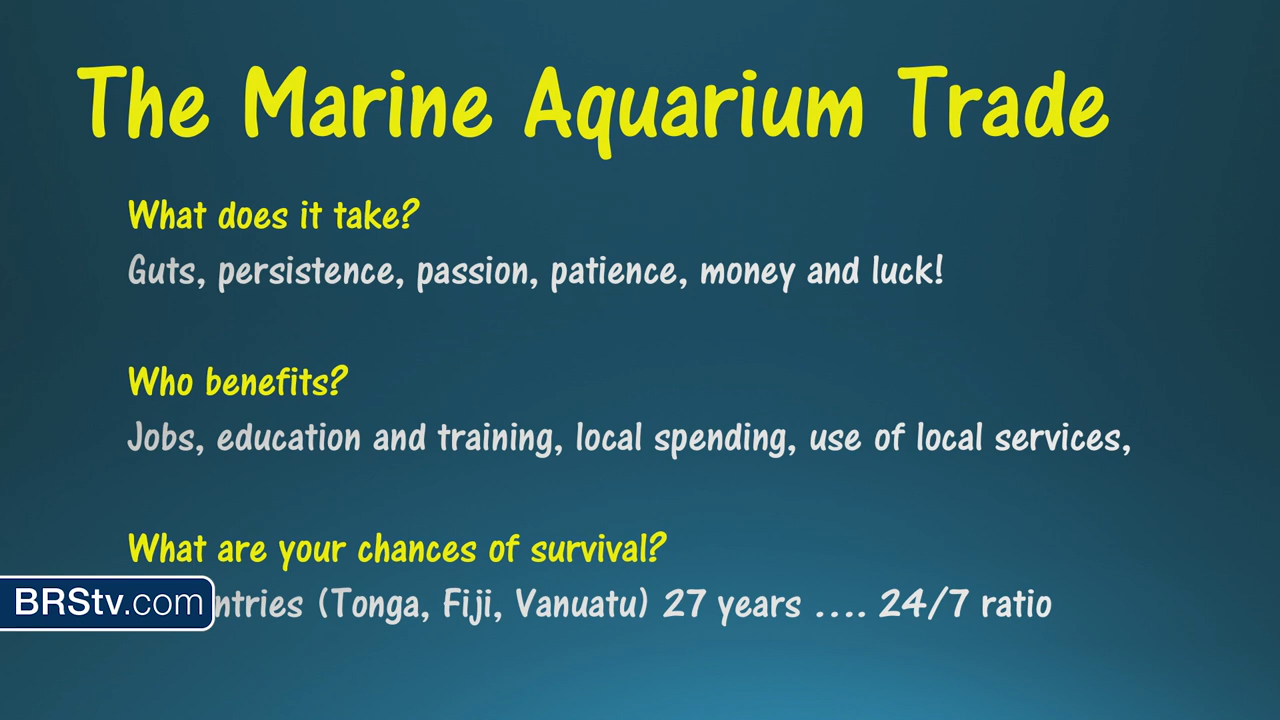 The Marine Aquarium Trade
What does it take?
Guts, persistence, passion, patience, money and luck!
Who benefits?
Jobs, education and training, local spending, use of local services,
What are your chances of survival?
(Tonga, Fiji, Vanuatu) 27 years .... 24/7 ratio
BRStv.com